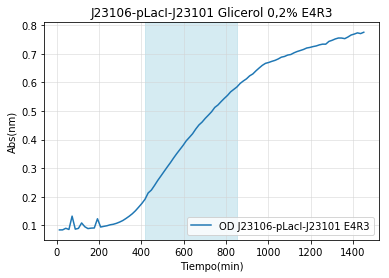 J23106-pLacI-J23101 Glicerol 0,2% E4R3
Abs(nm)
0.8
0.7
0.6
0.5
0.4
0.3
0.2
0.1
OD J23106-pLacI-J23101 E4R3
0 200 400 600 800 1000 1200 1400
Tiempo(min)